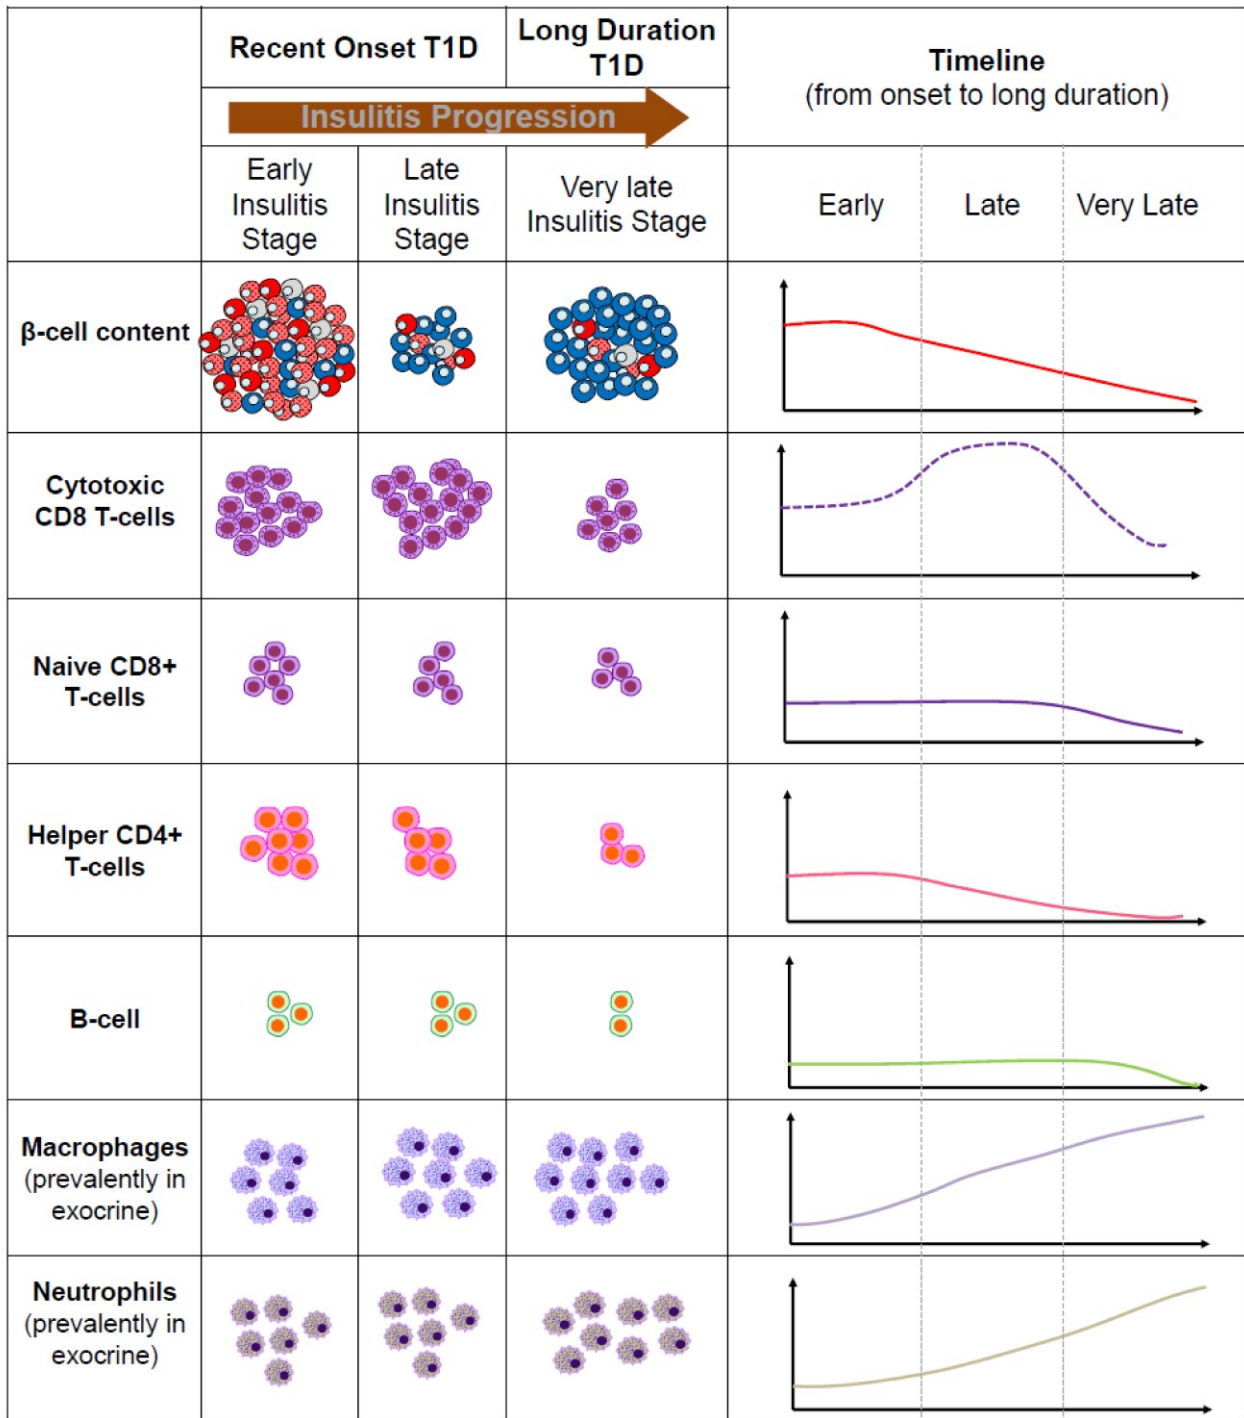 Recent Onset T1D
Long Duration
T1D
Timeline
(from onset to long duration)
Insulitis Progression
Early
Insulitis
Stage
Late
Insulitis
Stage
Very late
Insulitis Stage
Early
Late
Very Late
β-cell content
Cytotoxic
CD8 T-cells
Naive CD8+
T-cells
Helper CD4+
T-cells
B-cell
Macrophages
(prevalently in
exocrine)
Neutrophils
(prevalently in
exocrine)